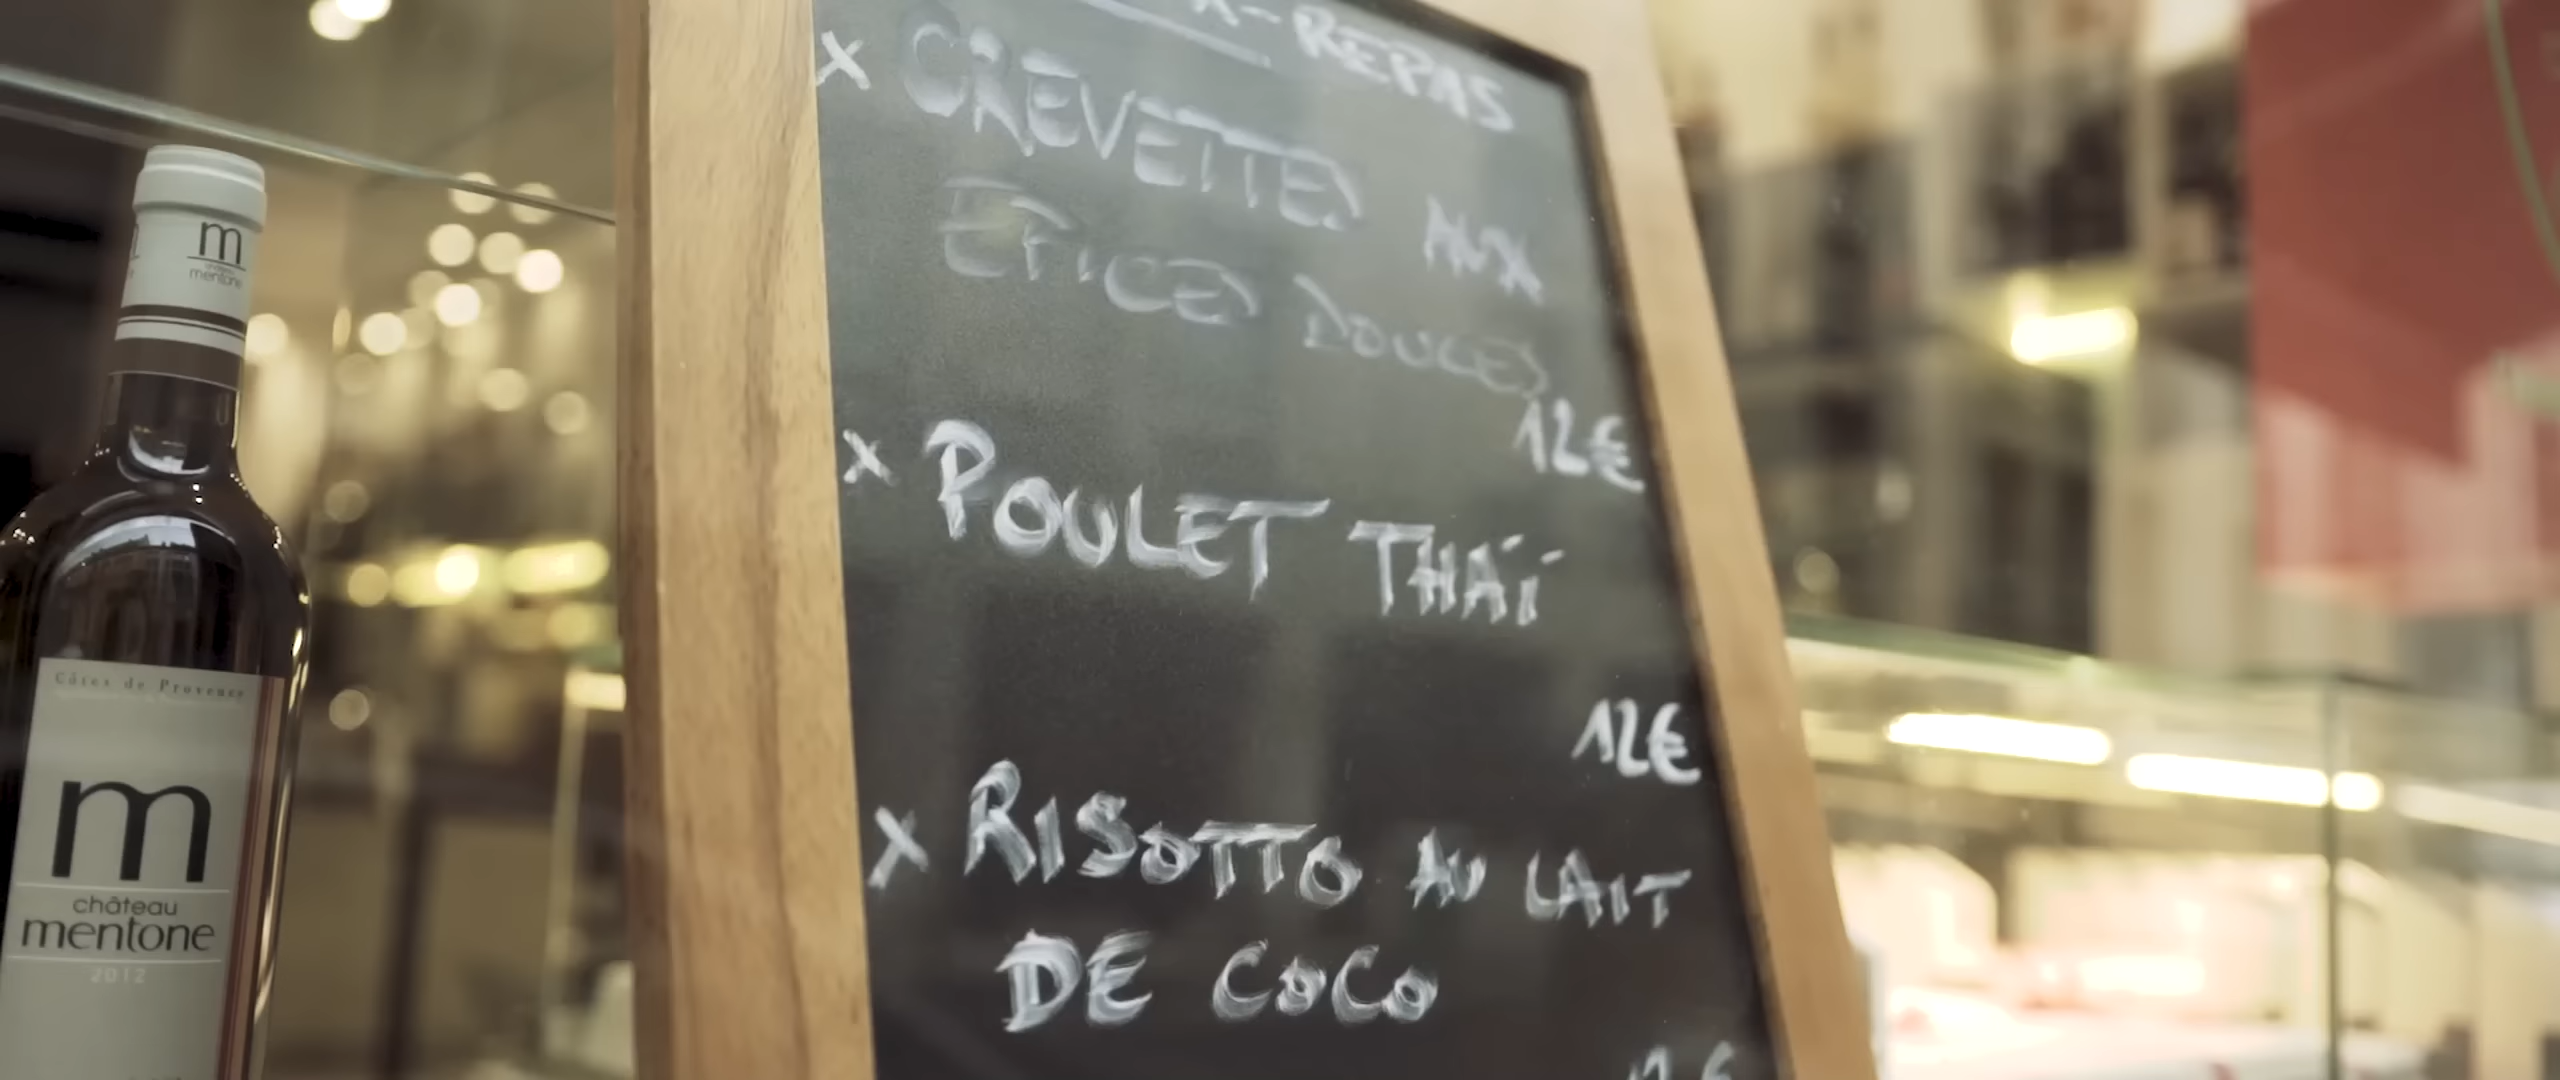 - REPAS
x CREVETTES AUX
EPICES DOUCES
12€
x POULET THAÏ
12€
x RISOTTO AU LAIT
DE COCO
m
mentone
Côtes de Provence
m
château
mentone
2012